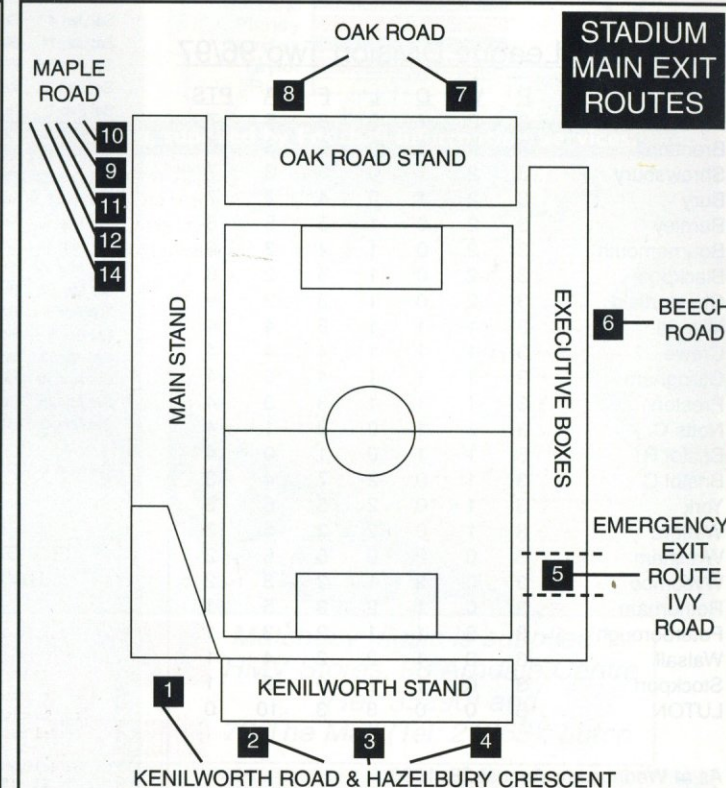 STADIUM
MAIN EXIT
ROUTES
OAK ROAD
MAPLE
ROAD
8
7
10
9
11
12
14
OAK ROAD STAND
MAIN STAND
EXECUTIVE BOXES
6
BEECH
ROAD
EMERGENCY
EXIT
ROUTE
IVY
ROAD
5
KENILWORTH STAND
1
2
3
4
KENILWORTH ROAD & HAZELBURY CRESCENT